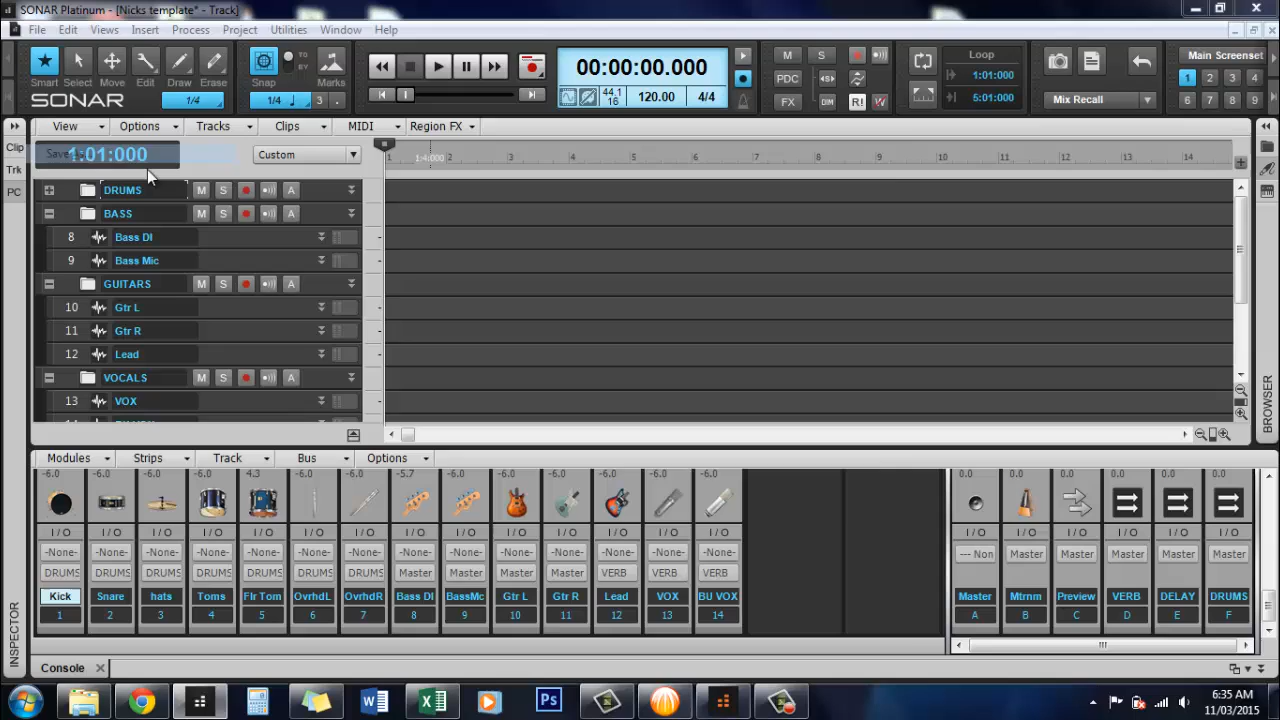 SONAR Platinum - [Nicks template* - Track]
File Edit Views Insert Process Project Utilities Window Help
Smart Select Move Edit Draw Erase Snap TO BY Marks
SONAR 1/4 1/4 3
00:00:00.000
44.1 16 120.00 4/4
M S PDC FX DIM R! W
Loop
1:01:000
5:01:000
Mix Recall
Main Screenset
1 2 3 4
6 7 8 9
View Options Tracks Clips MIDI Region FX
Clip
Trk
PC
1:01:000
Custom
1 1:4:000 2 3 4 5 6 7 8 9 10 11 12 13 14
DRUMS M S A
BASS M S A
8 Bass DI
9 Bass Mic
GUITARS M S A
10 Gtr L
11 Gtr R
12 Lead
VOCALS M S A
13 VOX
BROWSER
INSPECTOR
Modules Strips Track Bus Options
-6.0 -6.0 -6.0 -6.0 4.3 -6.0 -6.0 -5.7 -6.0 -6.0 -6.0 -6.0 -6.0 -6.0 0.0 0.0 0.0 0.0 0.0 0.0
I/O I/O I/O I/O I/O I/O I/O I/O I/O I/O I/O I/O I/O I/O I/O I/O I/O I/O I/O I/O
-None- -None- -None- -None- -None- -None- -None- -None- -None- -None- -None- -None- -None- -None- --- Non Master Master Master Master Master
DRUMS DRUMS DRUMS DRUMS DRUMS DRUMS DRUMS Master Master Master Master VERB VERB VERB
Kick Snare hats Toms Flr Tom OvrhdL OvrhdR Bass DI BassMc Gtr L Gtr R Lead VOX BU VOX Master Mtrnm Preview VERB DELAY DRUMS
1 2 3 4 5 6 7 8 9 10 11 12 13 14 A B C D E F
Console
Ps
6:35 AM
11/03/2015